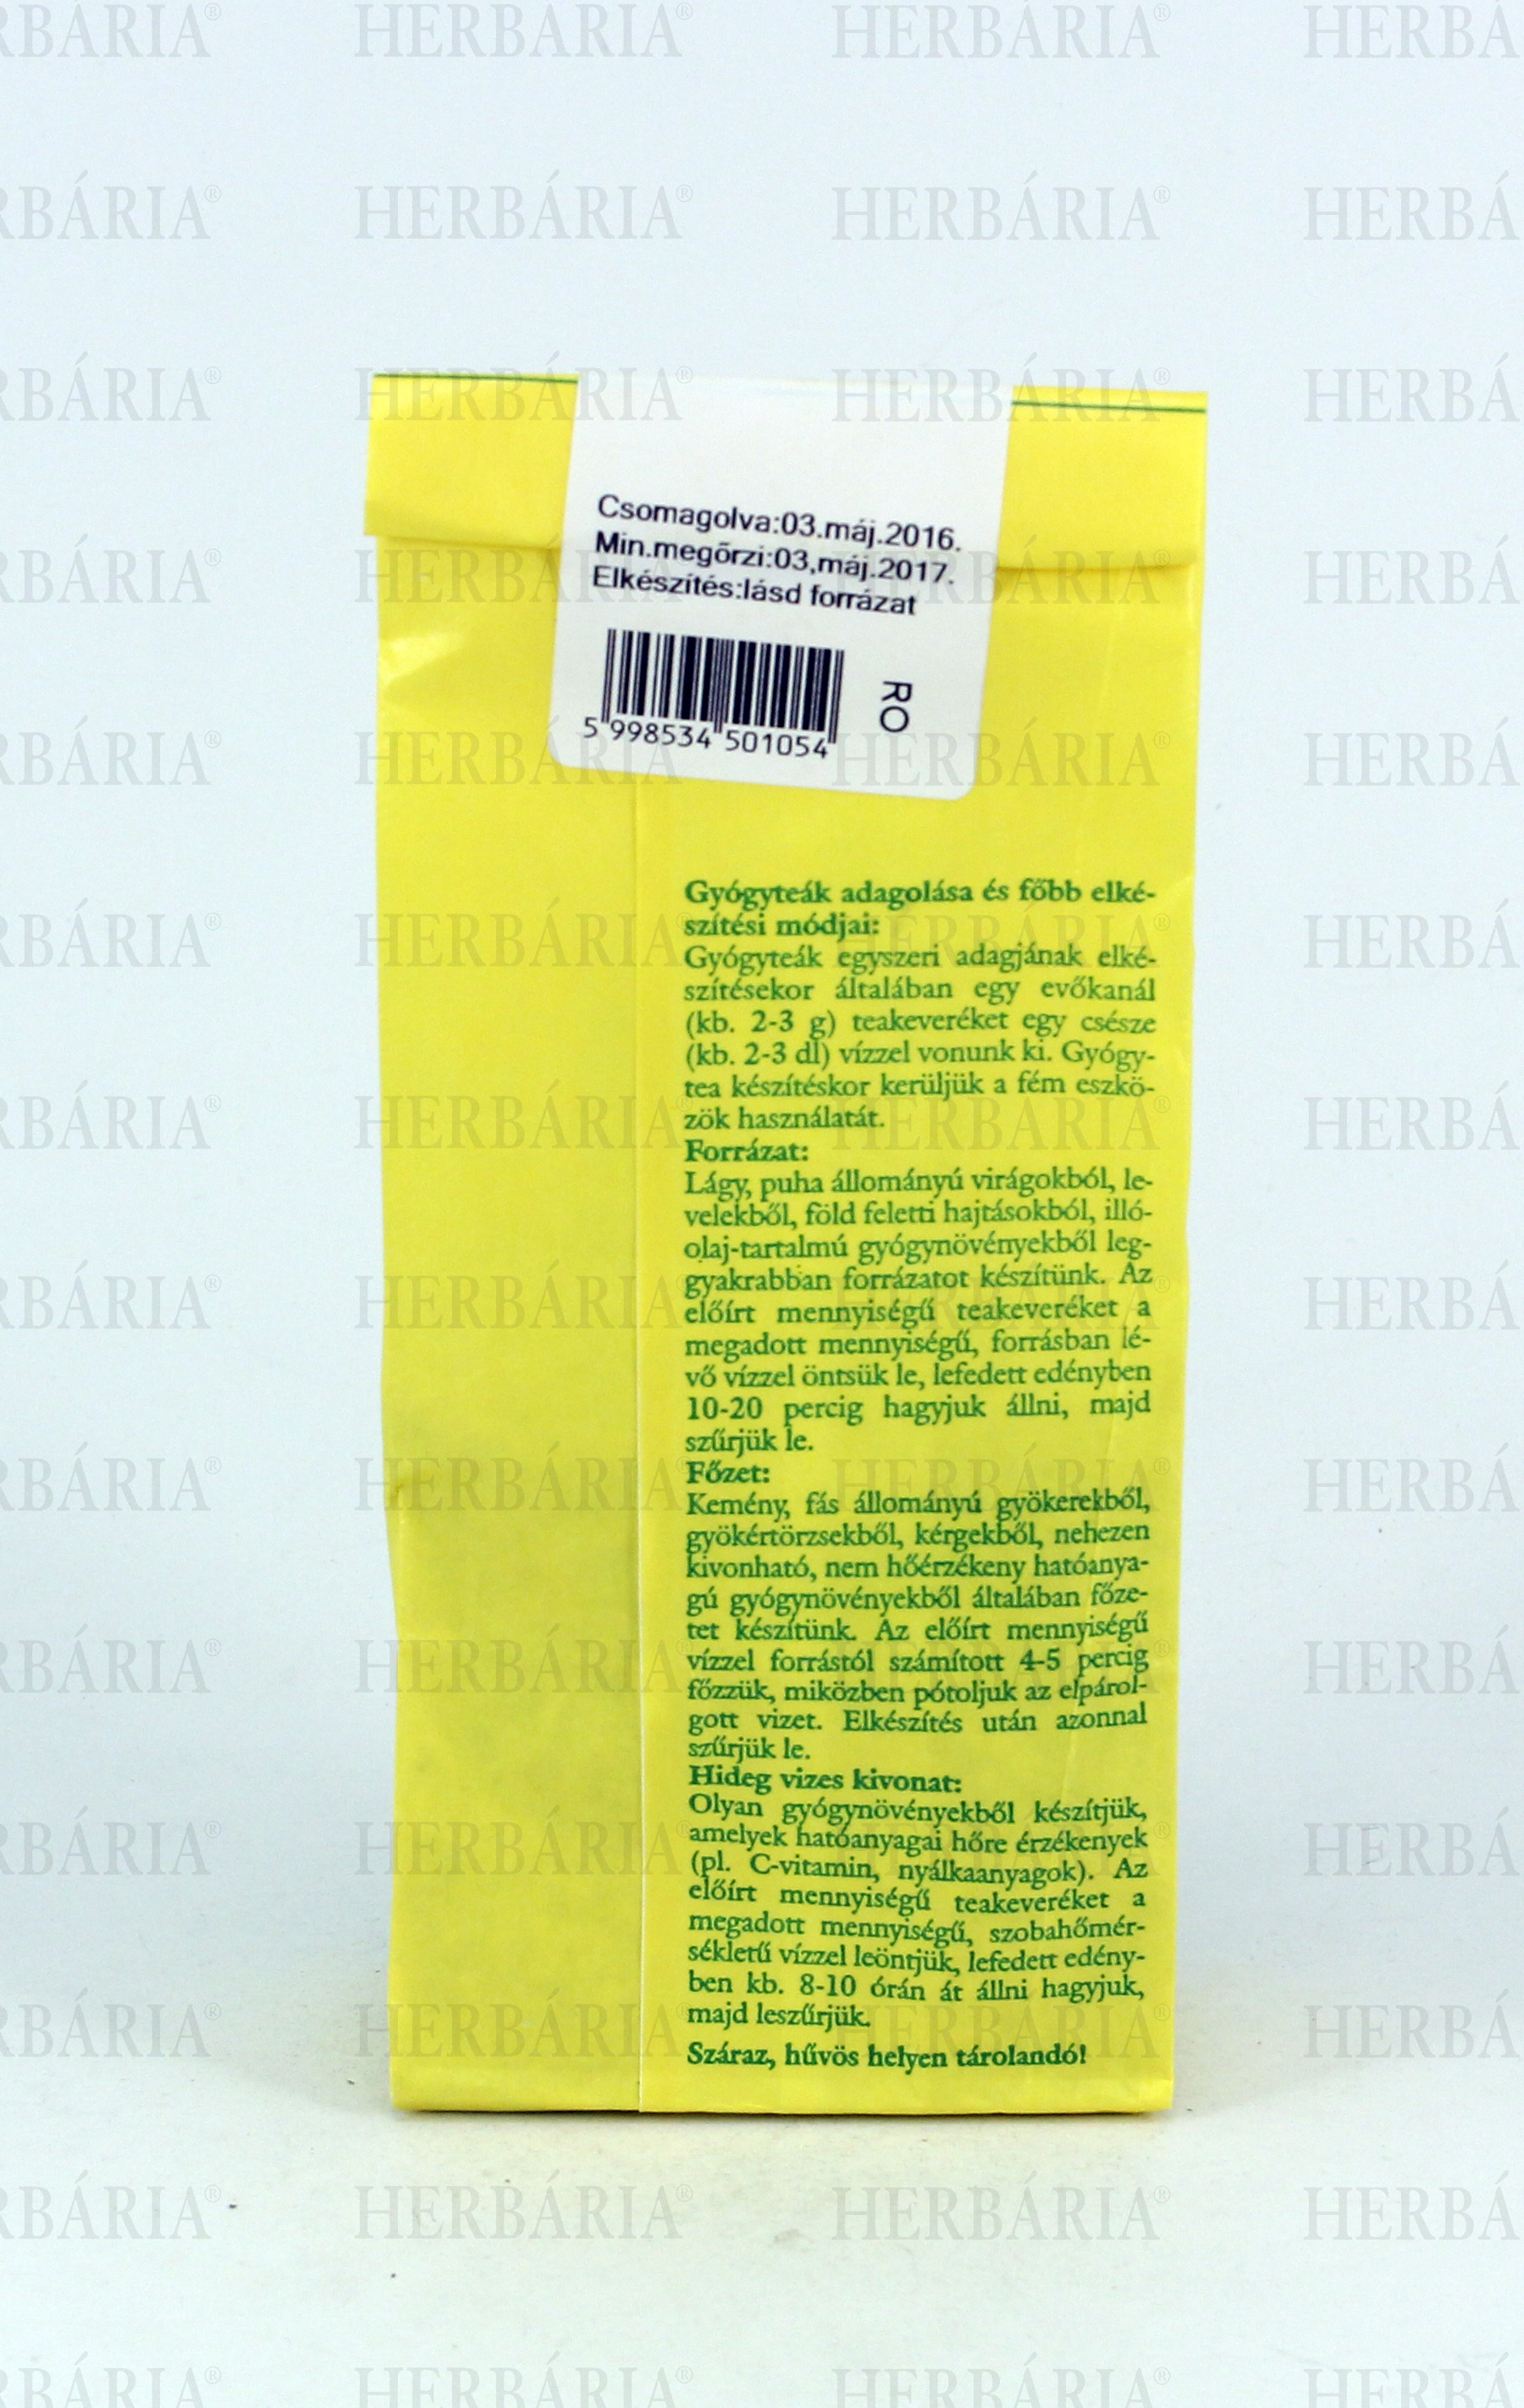 Csomagolva:03.máj.2016.
Min.megőrzi:03,máj.2017.
Elkészítés:lásd forrázat
5 998534 501054
RO
Gyógyteák adagolása és főbb elké-
szítési módjai:
Gyógyteák egyszeri adagjának elké-
szítésekor általában egy evőkanál
(kb. 2-3 g) teakeveréket egy csésze
(kb. 2-3 dl) vízzel vonunk ki. Gyógy-
tea készítéskor kerüljük a fém eszkö-
zök használatát.
Forrázat:
Lágy, puha állományú virágokból, le-
velekből, föld feletti hajtásokból, illó-
olaj-tartalmú gyógynövényekből leg-
gyakrabban forrázatot készítünk. Az
előírt mennyiségű teakeveréket a
megadott mennyiségű, forrásban lé-
vő vízzel öntsük le, lefedett edényben
10-20 percig hagyjuk állni, majd
szűrjük le.
Főzet:
Kemény, fás állományú gyökerekből,
gyökértörzsekből, kérgekből, nehezen
kivonható, nem hőérzékeny hatóanya-
gú gyógynövényekből általában főze-
tet készítünk. Az előírt mennyiségű
vízzel forrástól számított 4-5 percig
főzzük, miközben pótoljuk az elpárol-
gott vizet. Elkészítés után azonnal
szűrjük le.
Hideg vizes kivonat:
Olyan gyógynövényekből készítjük,
amelyek hatóanyagai hőre érzékenyek
(pl. C-vitamin, nyálkaanyagok). Az
előírt mennyiségű teakeveréket a
megadott mennyiségű, szobahőmér-
sékletű vízzel leöntjük, lefedett edény-
ben kb. 8-10 órán át állni hagyjuk,
majd leszűrjük.
Száraz, hűvös helyen tárolandó!
HERBÁRIA®